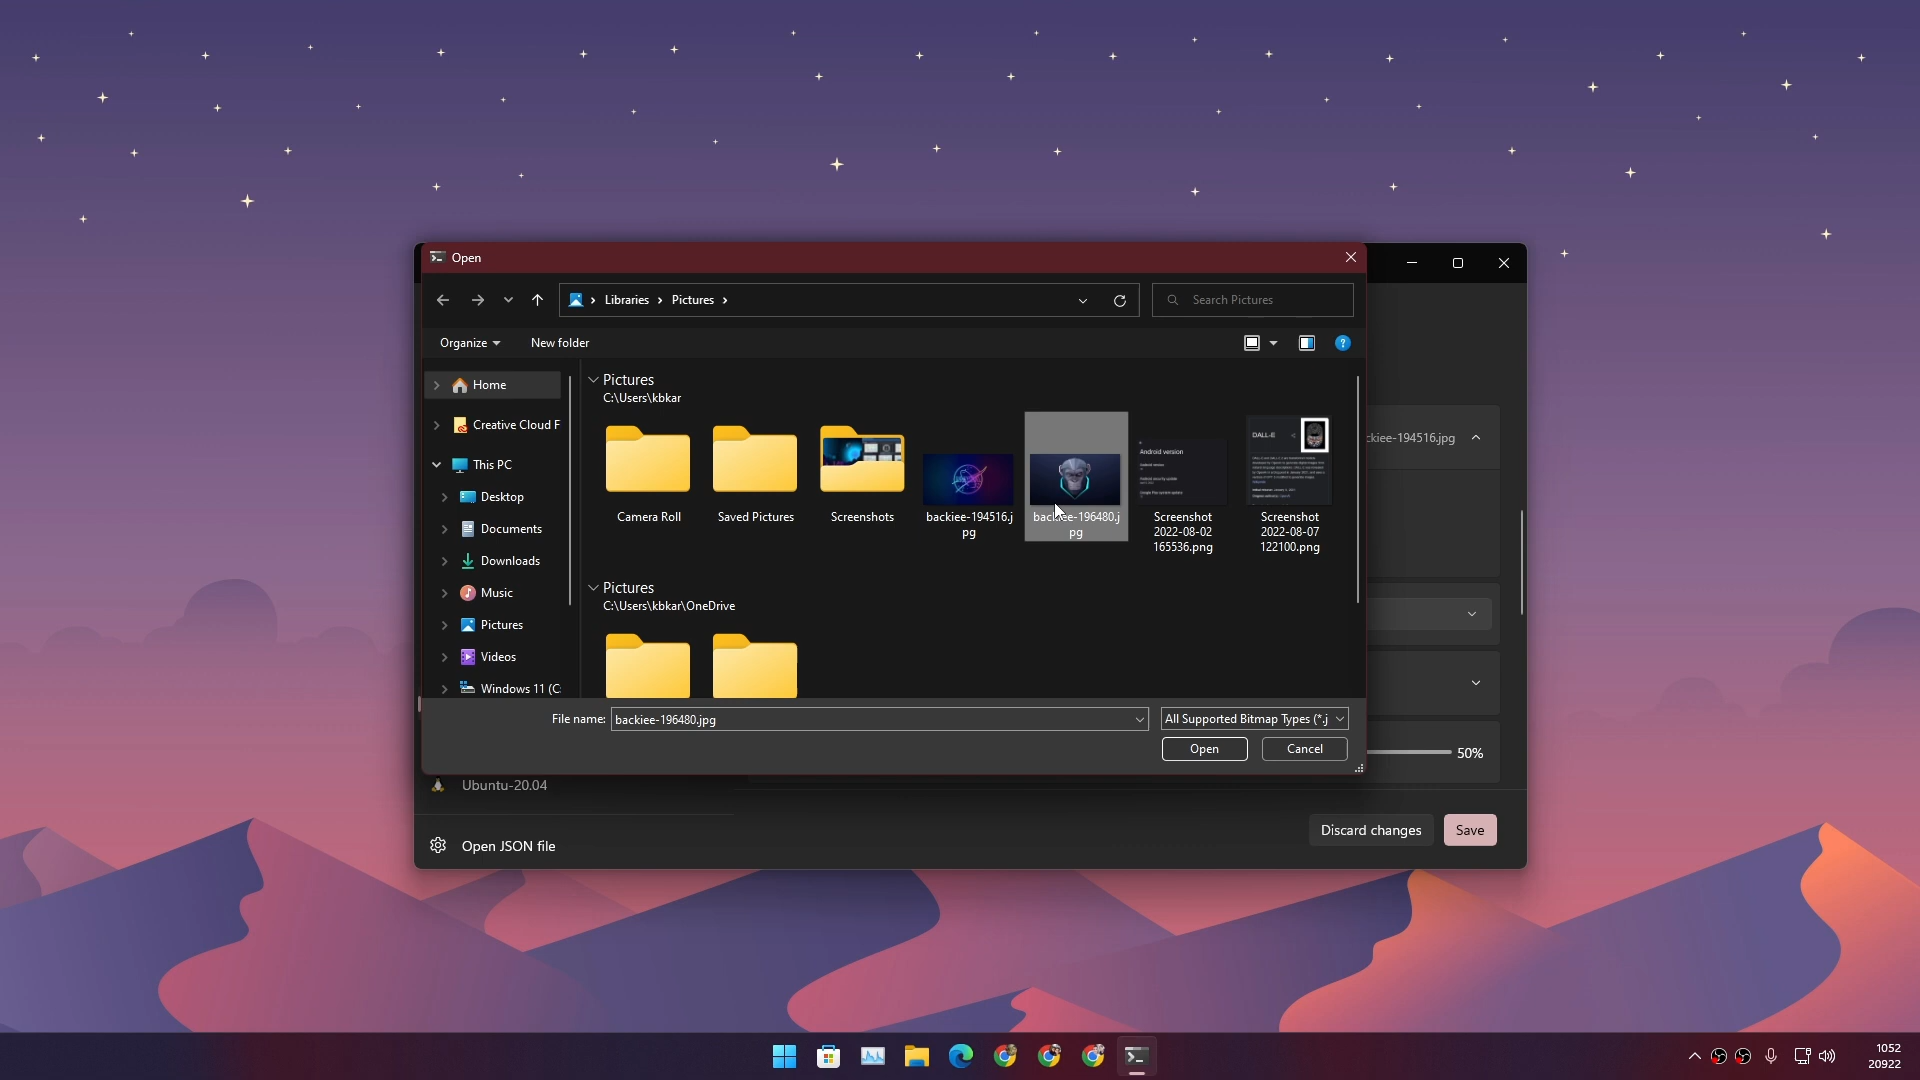 Open
Libraries > Pictures >
Search Pictures
Organize
New folder
Home
Creative Cloud F
This PC
Desktop
Documents
Downloads
Music
Pictures
Videos
Windows 11 (C:
Pictures
C:\Users\kbkar
Camera Roll
Saved Pictures
Screenshots
backiee-194516.j
pg
backiee-196480.j
pg
Screenshot
2022-08-02
165536.png
Screenshot
2022-08-07
122100.png
Android version
DALL-E
Pictures
C:\Users\kbkar\OneDrive
ckiee-194516.jpg
File name:
backiee-196480.jpg
All Supported Bitmap Types (*.j
Open
Cancel
50%
Ubuntu-20.04
Open JSON file
Discard changes
Save
1052
20922